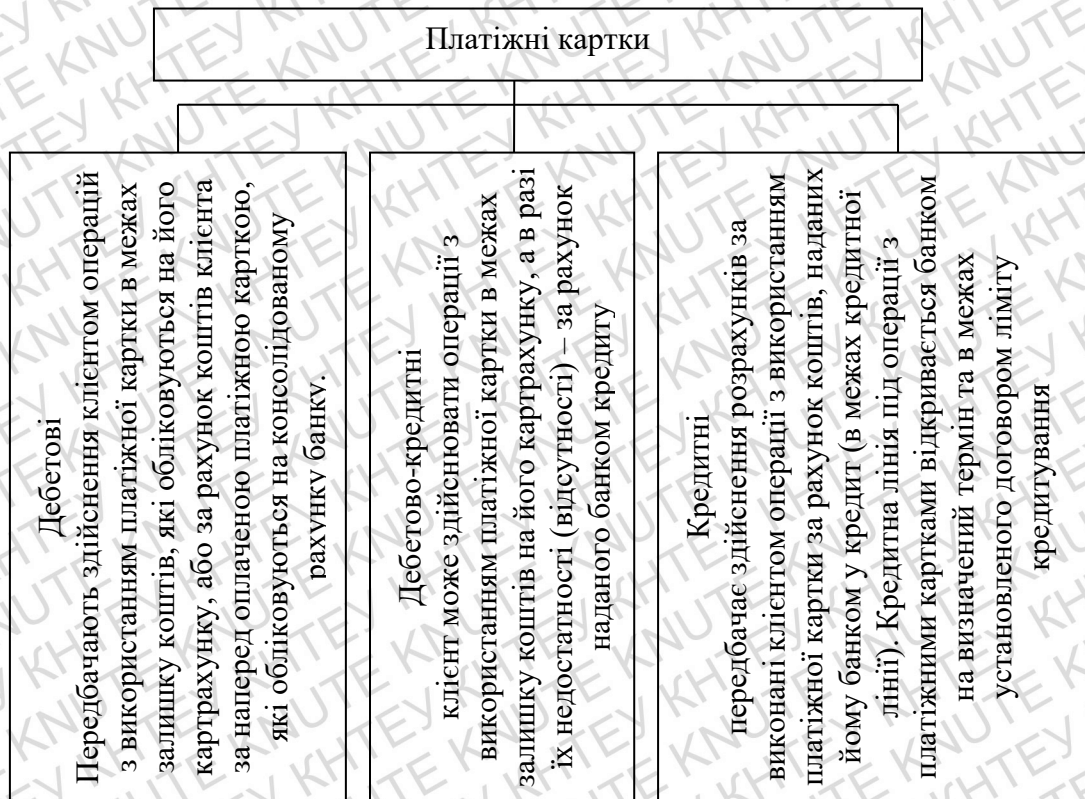 Платіжні картки
Дебетові
Передбачають здійснення клієнтом операцій
з використанням платіжної картки в межах
залишку коштів, які обліковуються на його
картрахунку, або за рахунок коштів клієнта
за наперед оплаченою платіжною карткою,
які обліковуються на консолідованому
рахунку банку.
Дебетово-кредитні
клієнт може здійснювати операції з
використанням платіжної картки в межах
залишку коштів на його картрахунку, а в разі
їх недостатності (відсутності) – за рахунок
наданого банком кредиту
Кредитні
передбачає здійснення розрахунків за
виконані клієнтом операції з використанням
платіжної картки за рахунок коштів, наданих
йому банком у кредит (в межах кредитної
лінії). Кредитна лінія під операції з
платіжними картками відкривається банком
на визначений термін та в межах
установленого договором ліміту
кредитування